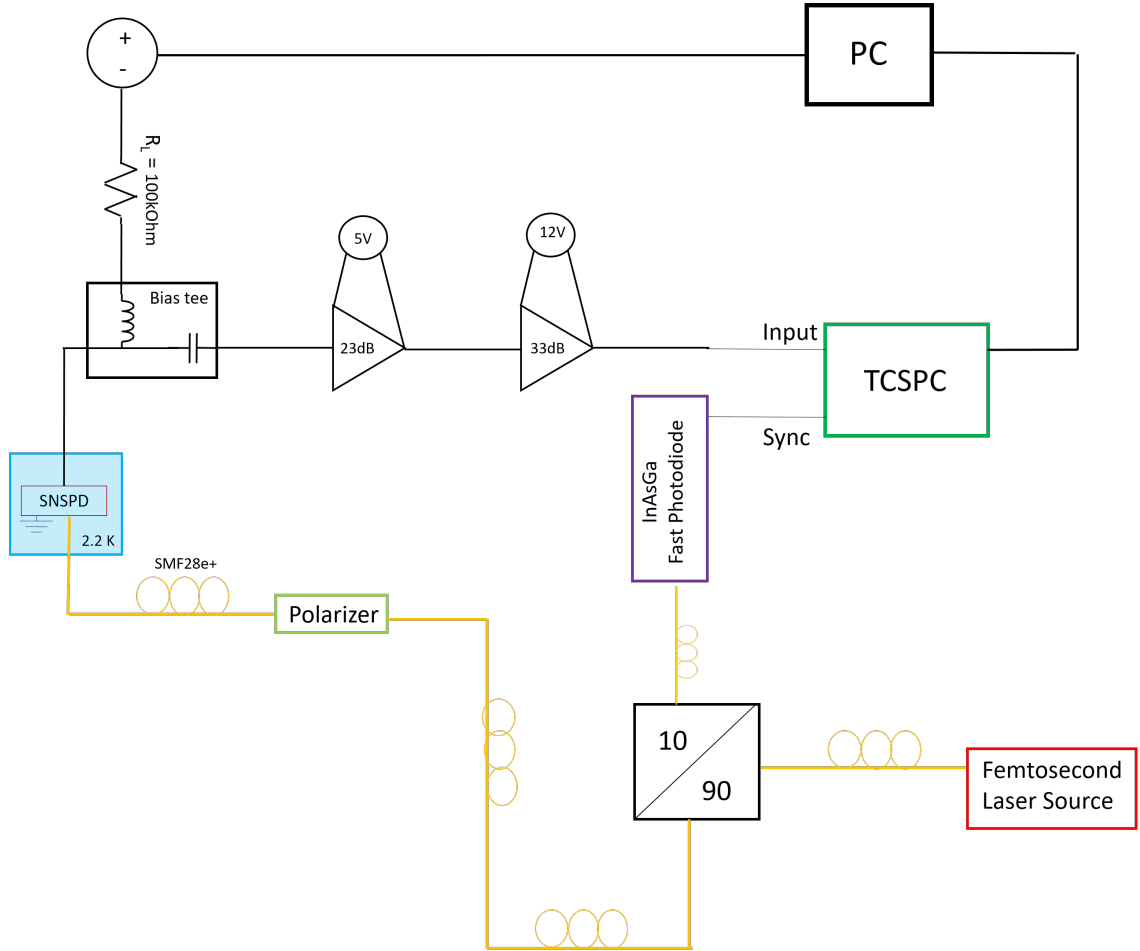 +
-
PC
R_L = 100kOhm
Bias tee
5V
12V
23dB
33dB
Input
TCSPC
Sync
InAsGa
Fast Photodiode
SNSPD
2.2 K
SMF28e+
Polarizer
10
90
Femtosecond
Laser Source